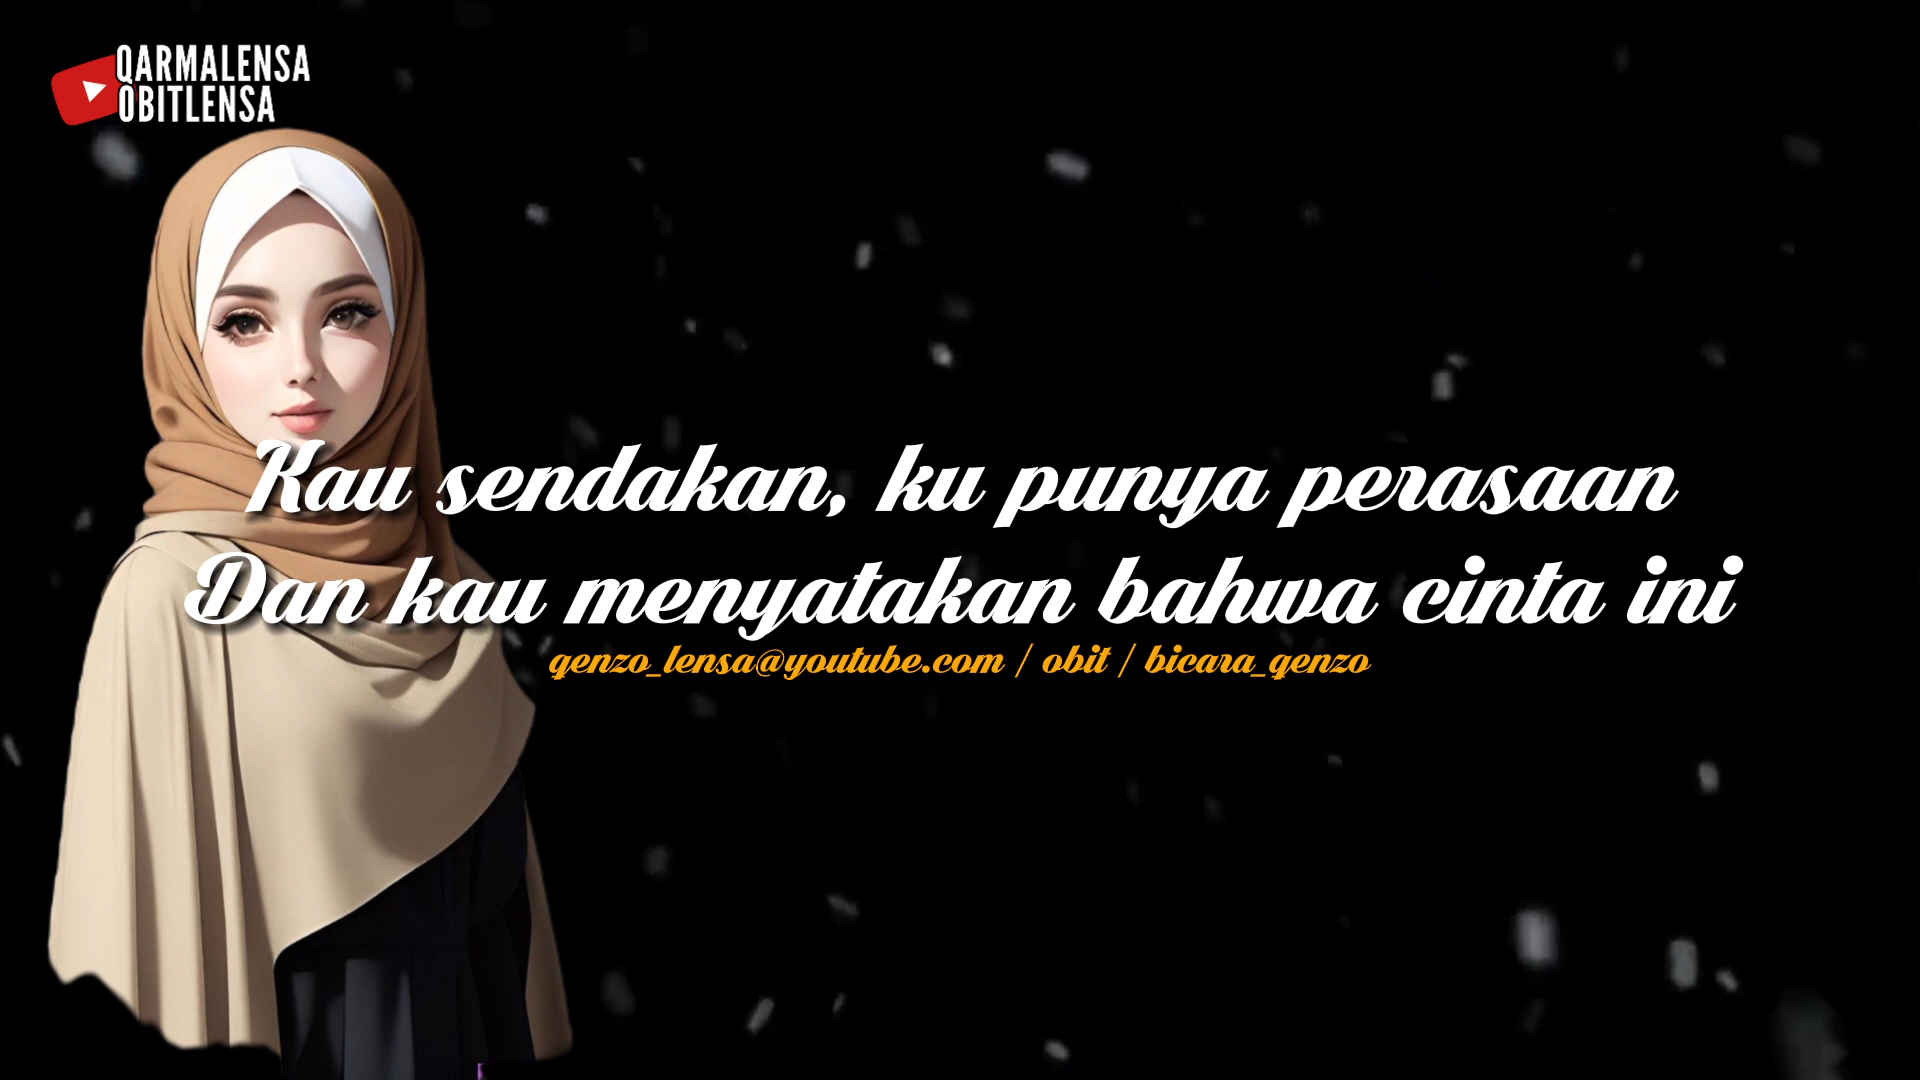 QARMALENSA
OBITLENSA
Kau sendakan, ku punya perasaan
Dan kau menyatakan bahwa cinta ini
qenzo_lensa@youtube.com / obit / bicara_qenzo